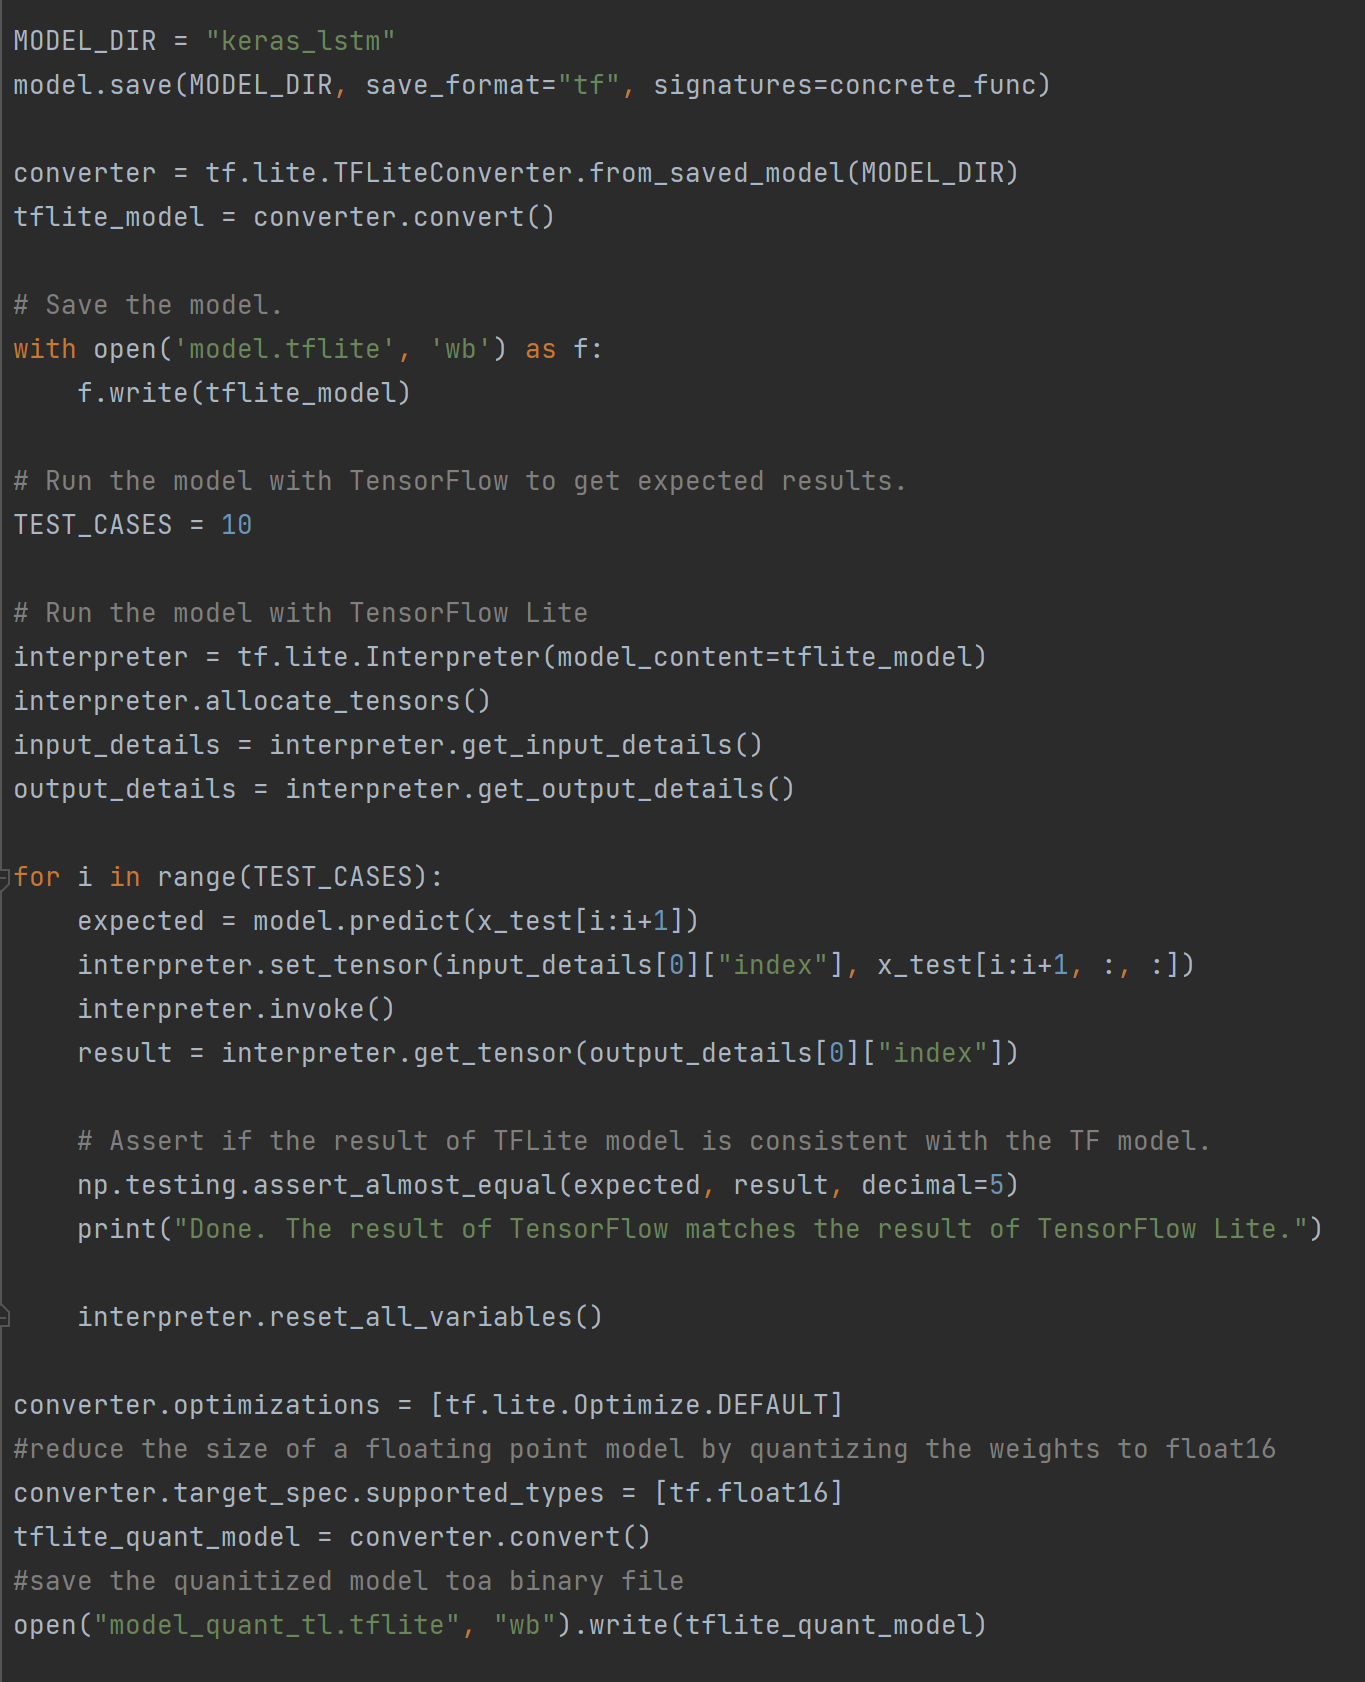 MODEL_DIR = "keras_lstm"
model.save(MODEL_DIR, save_format="tf", signatures=concrete_func)
converter = tf.lite.TFLiteConverter.from_saved_model(MODEL_DIR)
tflite_model = converter.convert()
# Save the model.
with open('model.tflite', 'wb') as f:
    f.write(tflite_model)
# Run the model with TensorFlow to get expected results.
TEST_CASES = 10
# Run the model with TensorFlow Lite
interpreter = tf.lite.Interpreter(model_content=tflite_model)
interpreter.allocate_tensors()
input_details = interpreter.get_input_details()
output_details = interpreter.get_output_details()
for i in range(TEST_CASES):
    expected = model.predict(x_test[i:i+1])
    interpreter.set_tensor(input_details[0]["index"], x_test[i:i+1, :, :])
    interpreter.invoke()
    result = interpreter.get_tensor(output_details[0]["index"])
    # Assert if the result of TFLite model is consistent with the TF model.
    np.testing.assert_almost_equal(expected, result, decimal=5)
    print("Done. The result of TensorFlow matches the result of TensorFlow Lite.")
    interpreter.reset_all_variables()
converter.optimizations = [tf.lite.Optimize.DEFAULT]
#reduce the size of a floating point model by quantizing the weights to float16
converter.target_spec.supported_types = [tf.float16]
tflite_quant_model = converter.convert()
#save the quanitized model toa binary file
open("model_quant_tl.tflite", "wb").write(tflite_quant_model)